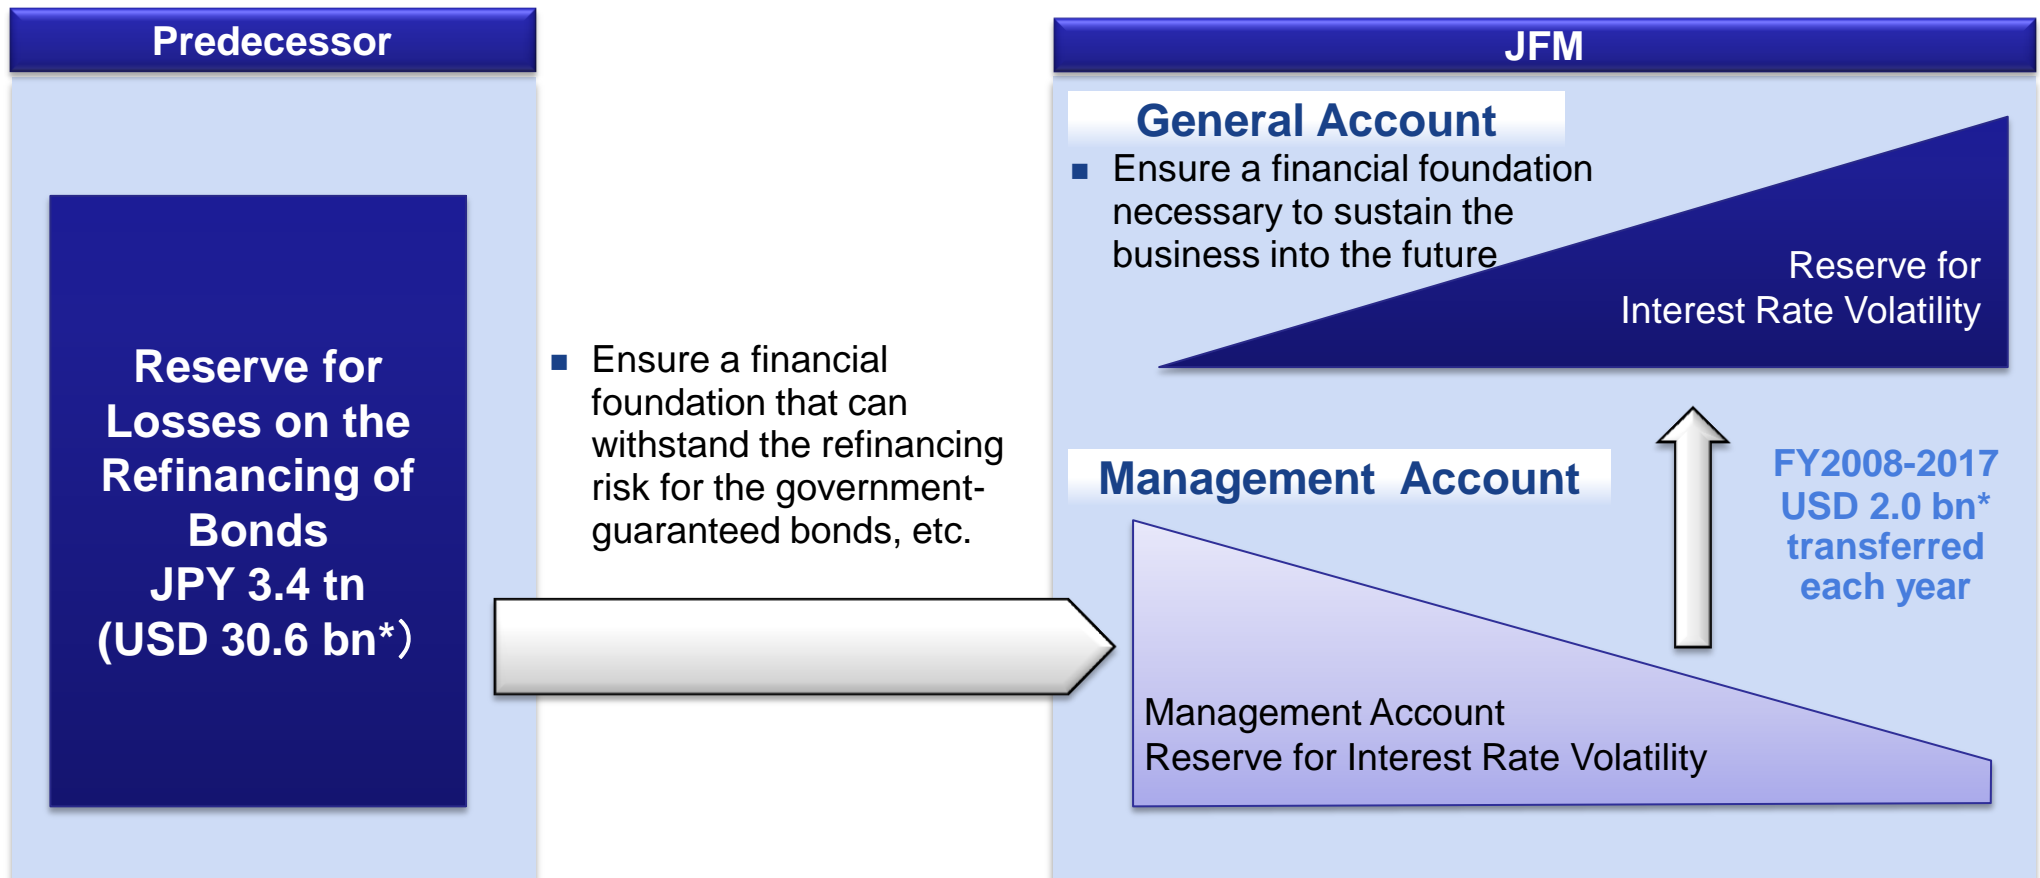 Predecessor
Reserve for
Losses on the
Refinancing of
Bonds
JPY 3.4 tn
(USD 30.6 bn*）
■ Ensure a financial
foundation that can
withstand the refinancing
risk for the government-
guaranteed bonds, etc.
JFM
General Account
■ Ensure a financial foundation
necessary to sustain the
business into the future
Reserve for
Interest Rate Volatility
Management Account
FY2008-2017
USD 2.0 bn*
transferred
each year
Management Account
Reserve for Interest Rate Volatility